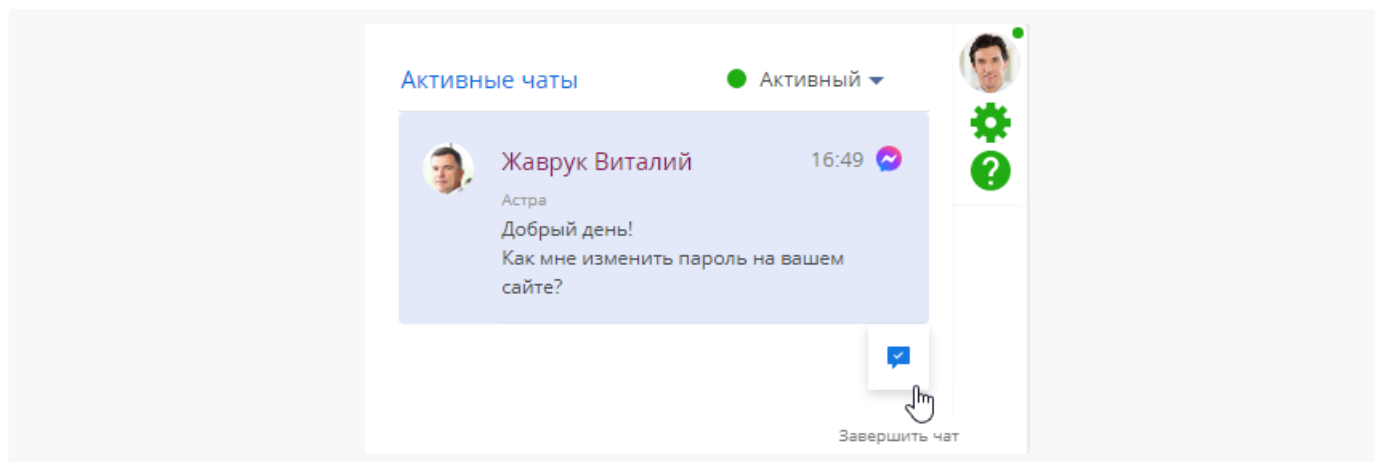 Активные чаты
Активный
Жаврук Виталий
16:49
Астра
Добрый день!
Как мне изменить пароль на вашем
сайте?
Завершить чат